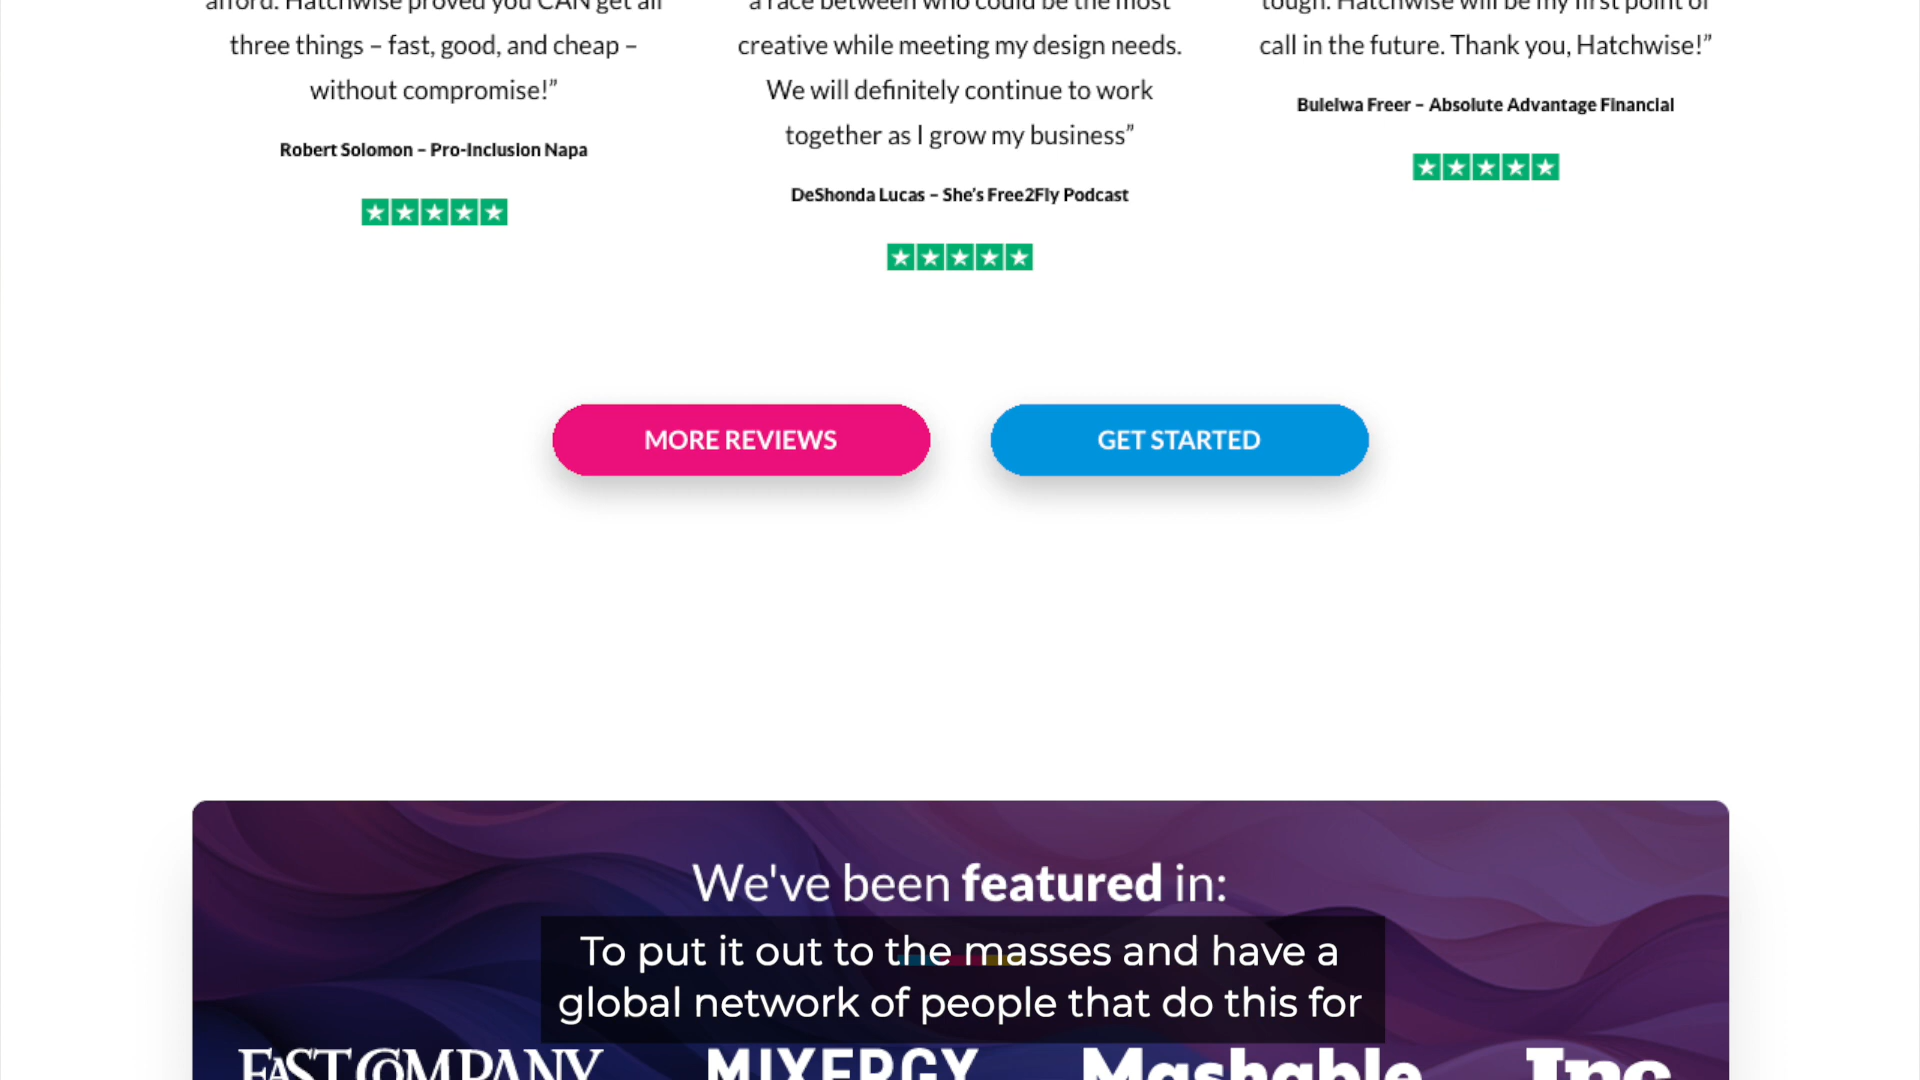 afford. Hatchwise proved you CAN get all
three things – fast, good, and cheap –
without compromise!”
Robert Solomon – Pro-Inclusion Napa
a race between who could be the most
creative while meeting my design needs.
We will definitely continue to work
together as I grow my business”
DeShonda Lucas – She’s Free2Fly Podcast
tough. Hatchwise will be my first point of
call in the future. Thank you, Hatchwise!”
Bulelwa Freer – Absolute Advantage Financial
MORE REVIEWS
GET STARTED
We've been featured in:
To put it out to the masses and have a
global network of people that do this for
FAST COMPANY
MIXERGY
Mashable
Inc